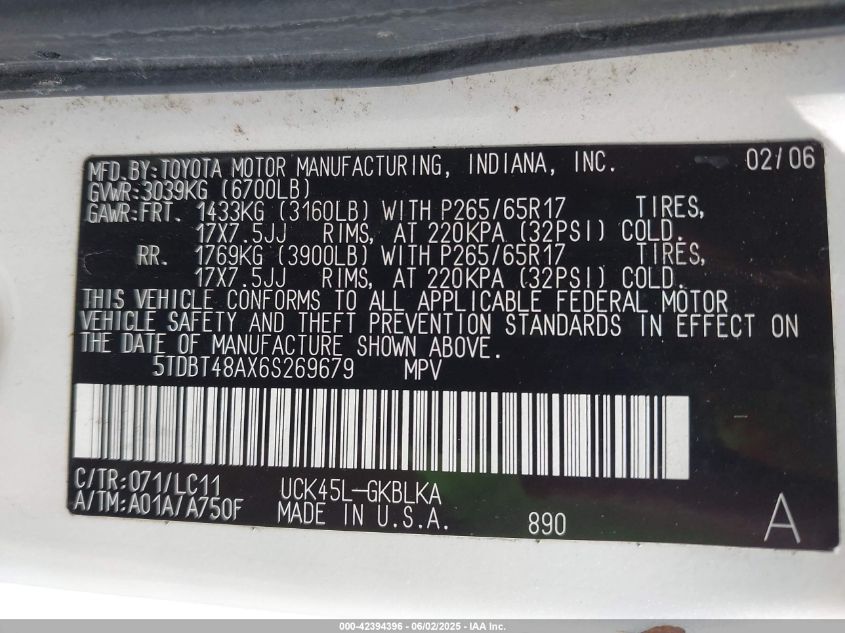 MFD. BY: TOYOTA MOTOR MANUFACTURING, INDIANA, INC. 02/06
GVWR: 3039KG (6700LB)
GAWR: FRT. 1433KG (3160LB) WITH P265/65R17 TIRES,
17X7.5JJ RIMS, AT 220KPA (32PSI) COLD.
RR. 1769KG (3900LB) WITH P265/65R17 TIRES,
17X7.5JJ RIMS, AT 220KPA (32PSI) COLD.
THIS VEHICLE CONFORMS TO ALL APPLICABLE FEDERAL MOTOR
VEHICLE SAFETY AND THEFT PREVENTION STANDARDS IN EFFECT ON
THE DATE OF MANUFACTURE SHOWN ABOVE.
5TDBT48AX6S269679 MPV
C/TR: 071/LC11 UCK45L-GKBLKA
A/TM: A01A/A750F MADE IN U.S.A. 890 A
000-42394396 - 06/02/2025 - IAA Inc.